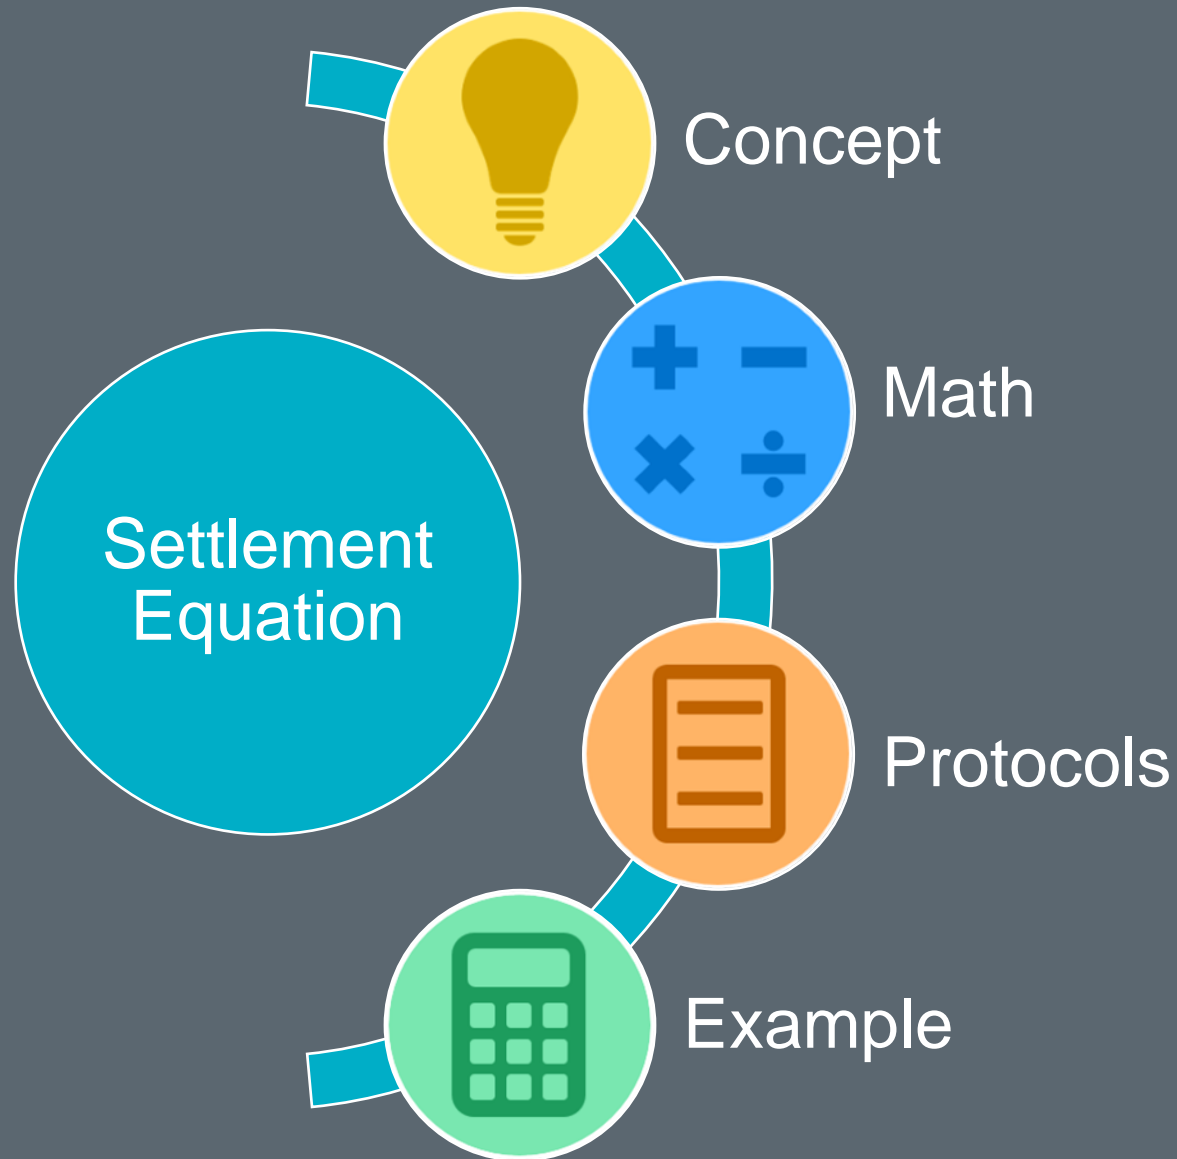 Concept
Math
Settlement
Equation
Protocols
Example